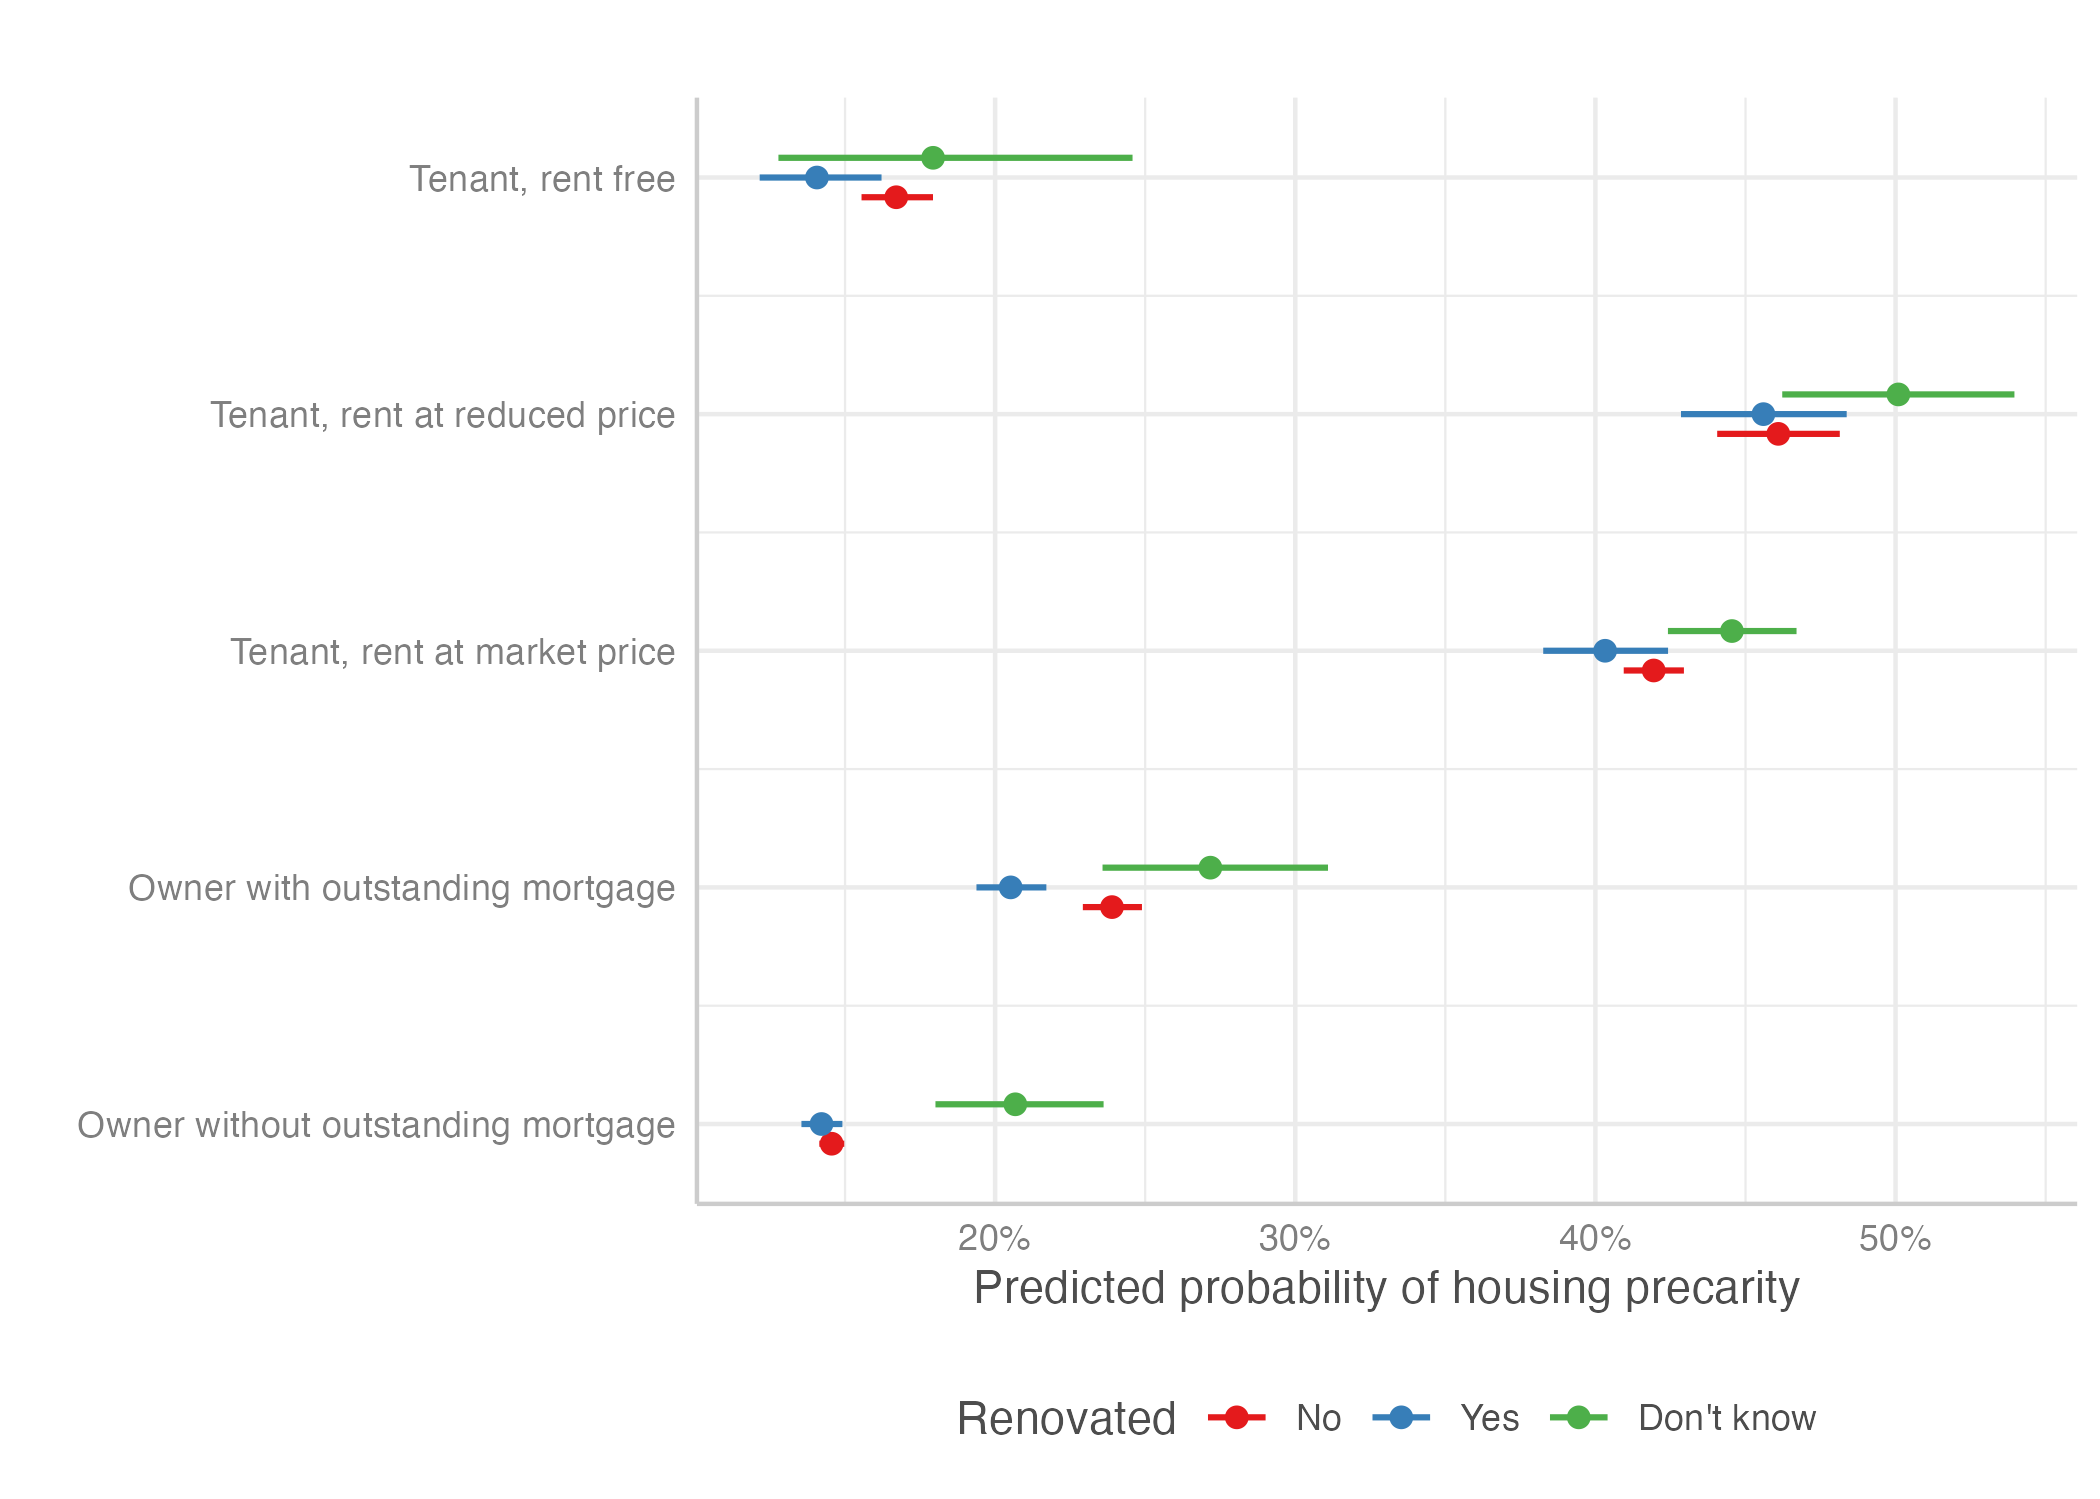 Tenant, rent free
Tenant, rent at reduced price
Tenant, rent at market price
Owner with outstanding mortgage
Owner without outstanding mortgage
20% 30% 40% 50%
Predicted probability of housing precarity
Renovated No Yes Don't know